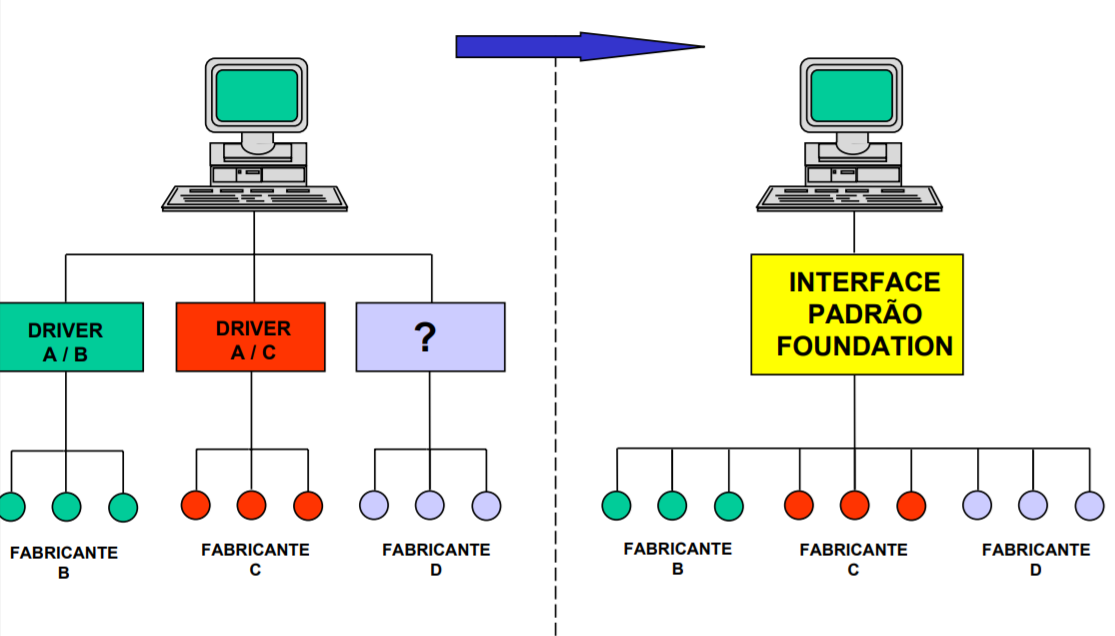 DRIVER
A / B
DRIVER
A / C
?
FABRICANTE
B
FABRICANTE
C
FABRICANTE
D
INTERFACE
PADRÃO
FOUNDATION
FABRICANTE
B
FABRICANTE
C
FABRICANTE
D